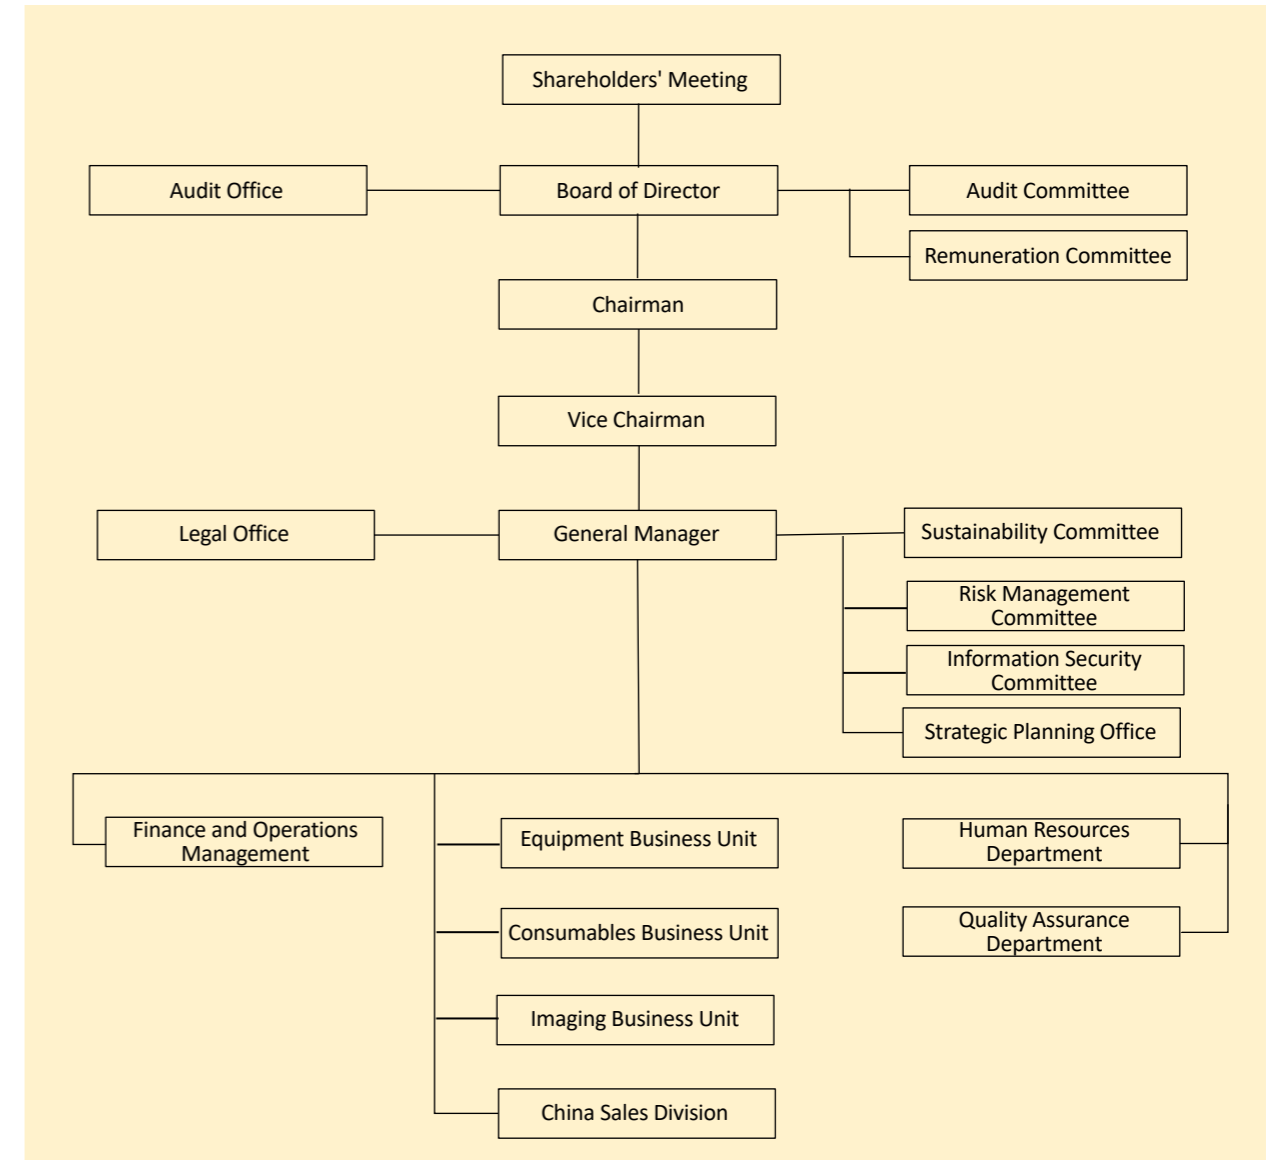 Shareholders' Meeting
Audit Office
Board of Director
Audit Committee
Remuneration Committee
Chairman
Vice Chairman
Legal Office
General Manager
Sustainability Committee
Risk Management
Committee
Information Security
Committee
Strategic Planning Office
Finance and Operations
Management
Equipment Business Unit
Human Resources
Department
Consumables Business Unit
Quality Assurance
Department
Imaging Business Unit
China Sales Division